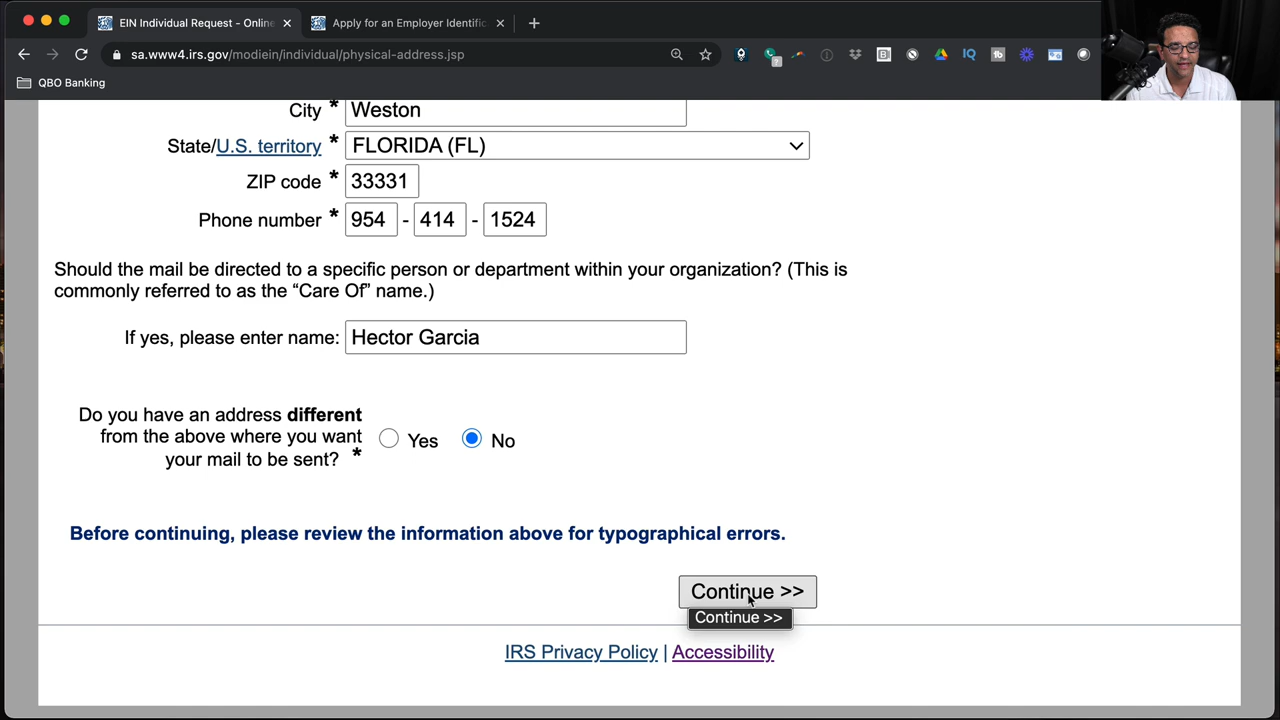 EIN Individual Request - Online
Apply for an Employer Identific
sa.www4.irs.gov/modiein/individual/physical-address.jsp
QBO Banking
City * Weston
State/U.S. territory * FLORIDA (FL)
ZIP code * 33331
Phone number * 954 - 414 - 1524
Should the mail be directed to a specific person or department within your organization? (This is
commonly referred to as the “Care Of” name.)
If yes, please enter name: Hector Garcia
Do you have an address different
from the above where you want
your mail to be sent? *
Yes No
Before continuing, please review the information above for typographical errors.
Continue >>
Continue >>
IRS Privacy Policy | Accessibility